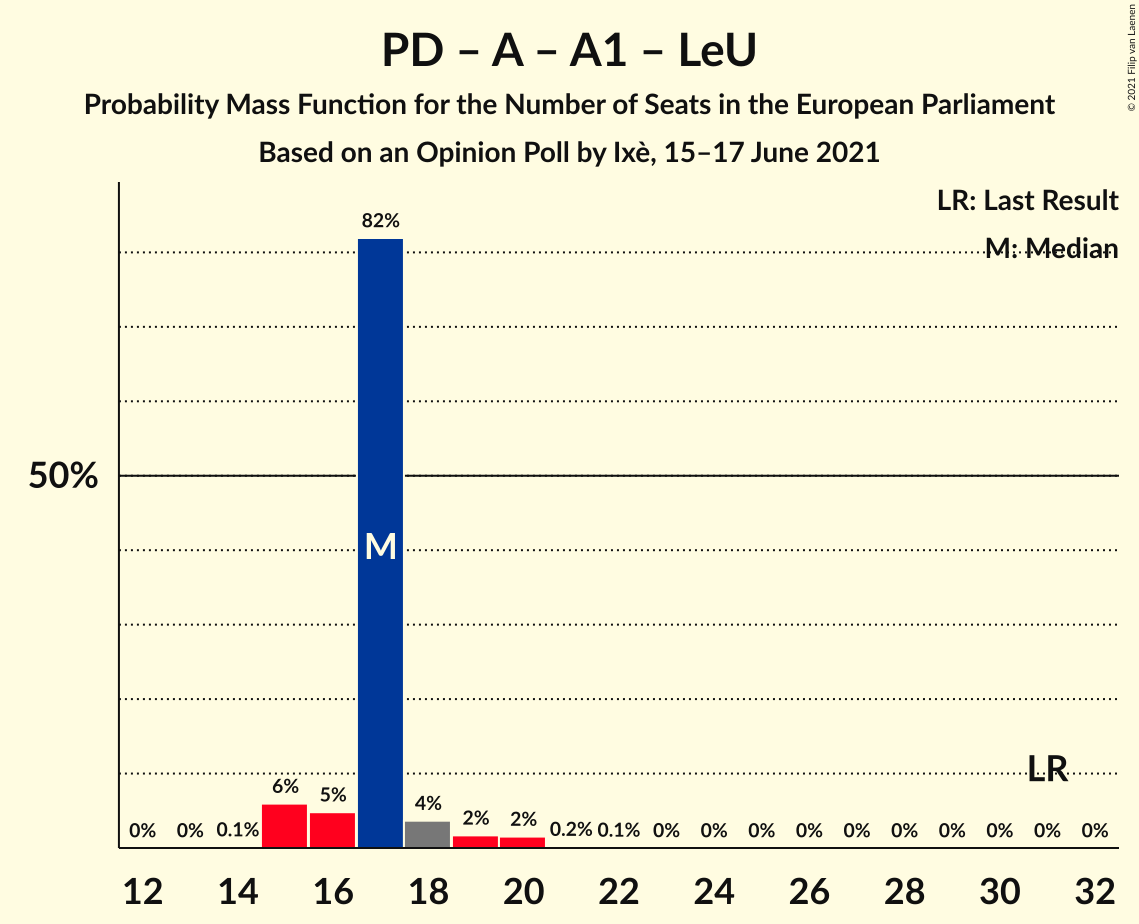 PD – A – A1 – LeU
Probability Mass Function for the Number of Seats in the European Parliament
Based on an Opinion Poll by Ixè, 15–17 June 2021
© 2021 Filip van Laenen
LR: Last Result
M: Median
82%
50%
M
LR
0% 0% 0.1% 6% 5% 4% 2% 2% 0.2% 0.1% 0% 0% 0% 0% 0% 0% 0% 0% 0% 0%
12 14 16 18 20 22 24 26 28 30 32